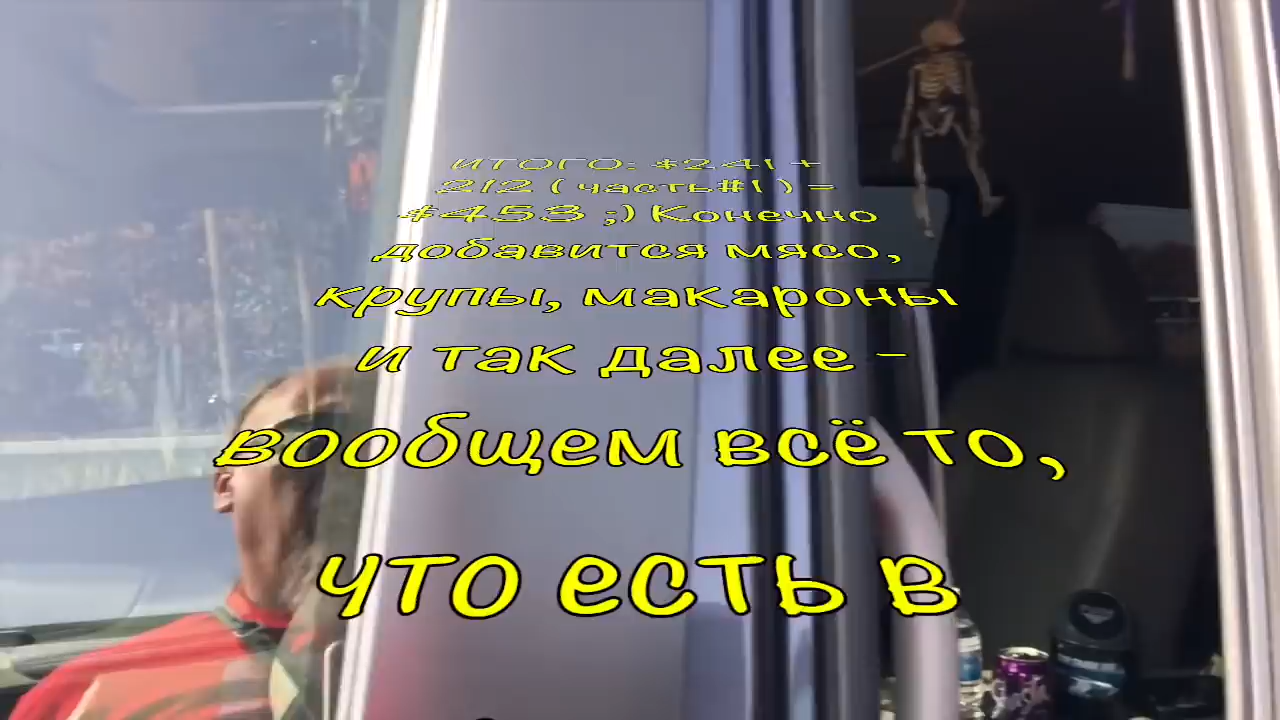 ИТОГО: *241 +
212 ( часть#1 ) =
#453 ;) Конечно
добавится мясо,
крупы, макароны
и так далее -
вообщем всё то,
что есть в